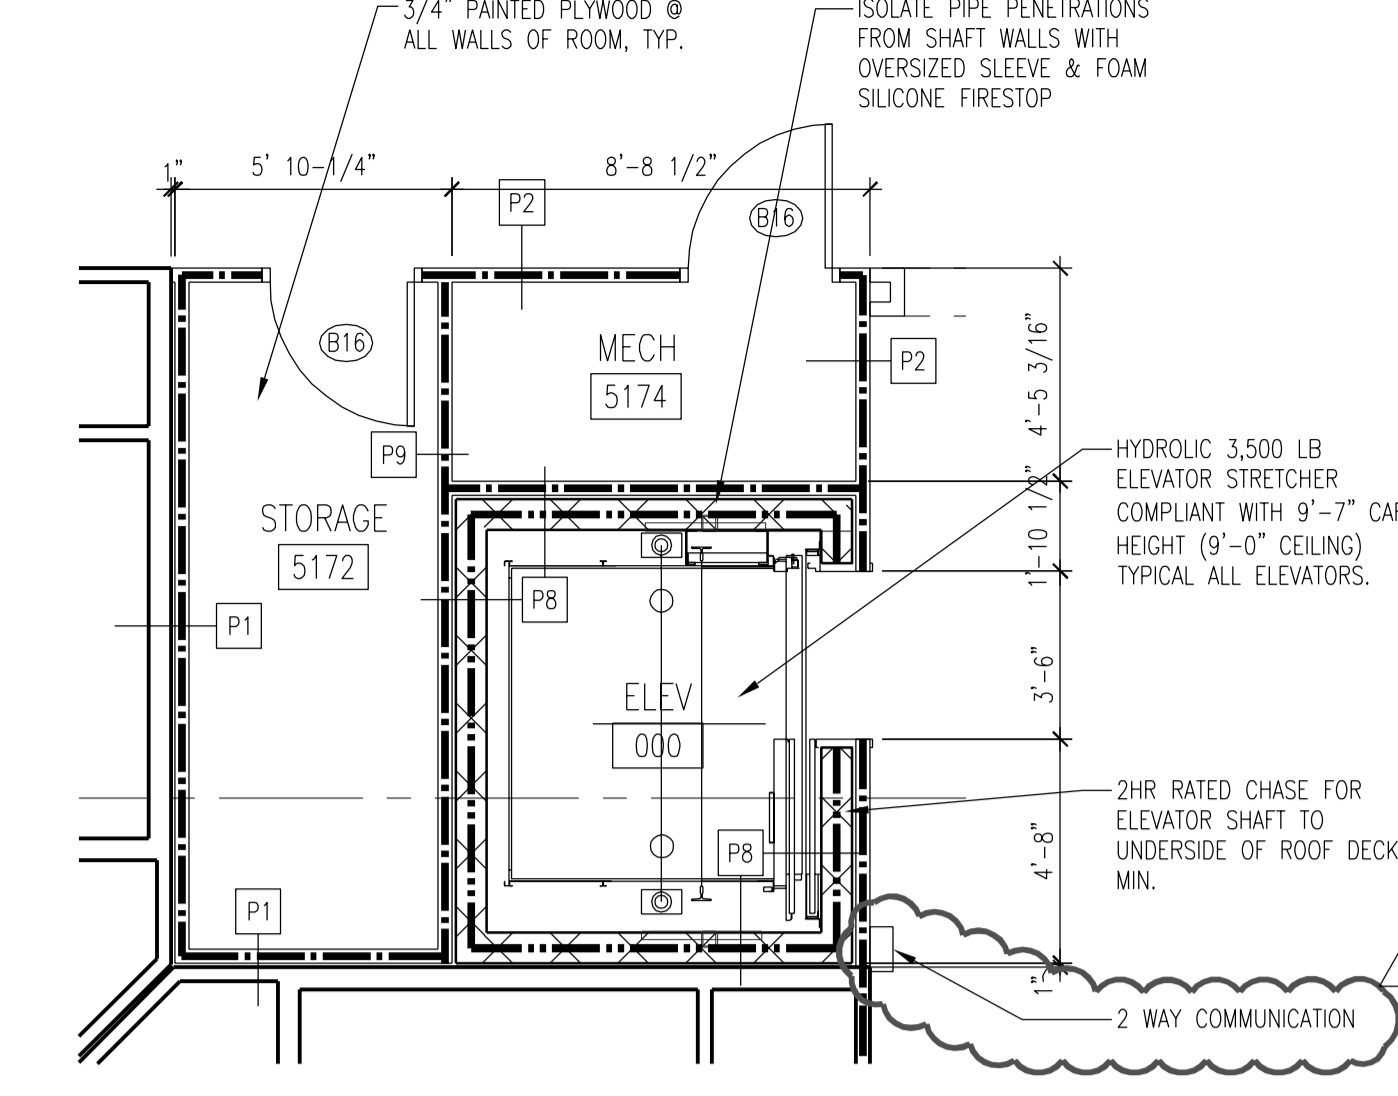 3/4" PAINTED PLYWOOD @
ALL WALLS OF ROOM, TYP.
ISOLATE PIPE PENETRATIONS
FROM SHAFT WALLS WITH
OVERSIZED SLEEVE & FOAM
SILICONE FIRESTOP
1"
5' 10-1/4"
8'-8 1/2"
P2
B16
B16
MECH
5174
P2
4'-5 3/16"
P9
HYDROLIC 3,500 LB
ELEVATOR STRETCHER
COMPLIANT WITH 9'-7" CAR
HEIGHT (9'-0" CEILING)
TYPICAL ALL ELEVATORS.
1'-10 1/2"
STORAGE
5172
P8
P1
3'-6"
ELEV
000
2HR RATED CHASE FOR
ELEVATOR SHAFT TO
UNDERSIDE OF ROOF DECK
MIN.
P8
4'-8"
P1
1"
2 WAY COMMUNICATION